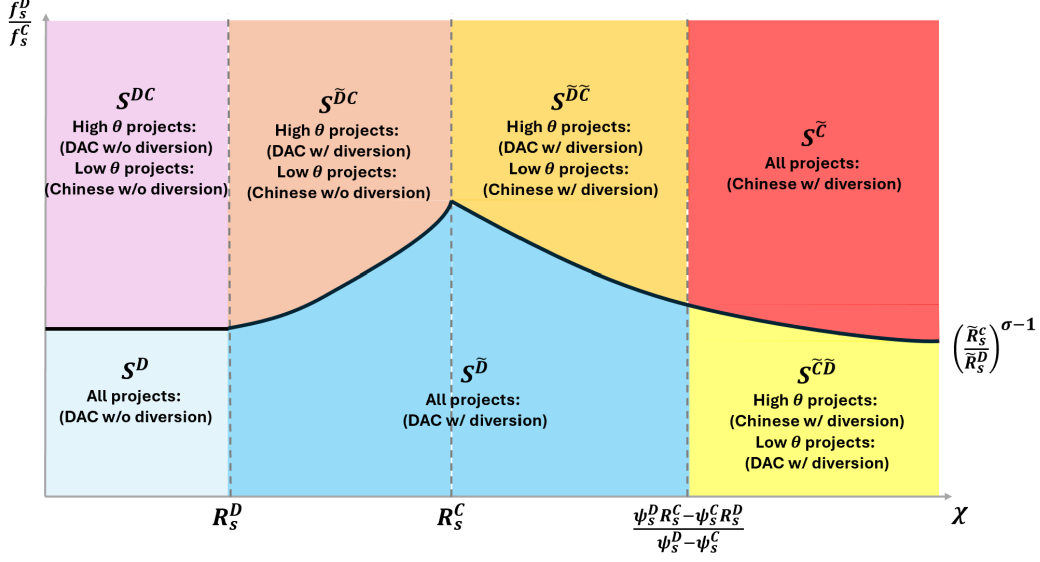 f_s^D / f_s^C
S^{DC}
High θ projects:
(DAC w/o diversion)
Low θ projects:
(Chinese w/o diversion)
S^{D̃C}
High θ projects:
(DAC w/ diversion)
Low θ projects:
(Chinese w/o diversion)
S^{D̃C̃}
High θ projects:
(DAC w/ diversion)
Low θ projects:
(Chinese w/ diversion)
S^{C̃}
All projects:
(Chinese w/ diversion)
S^D
All projects:
(DAC w/o diversion)
S^{D̃}
All projects:
(DAC w/ diversion)
S^{C̃D̃}
High θ projects:
(Chinese w/ diversion)
Low θ projects:
(DAC w/ diversion)
(R̃_s^c / R̃_s^D)^{σ−1}
R_s^D
R_s^C
ψ_s^D R_s^C−ψ_s^C R_s^D / ψ_s^D−ψ_s^C
χ